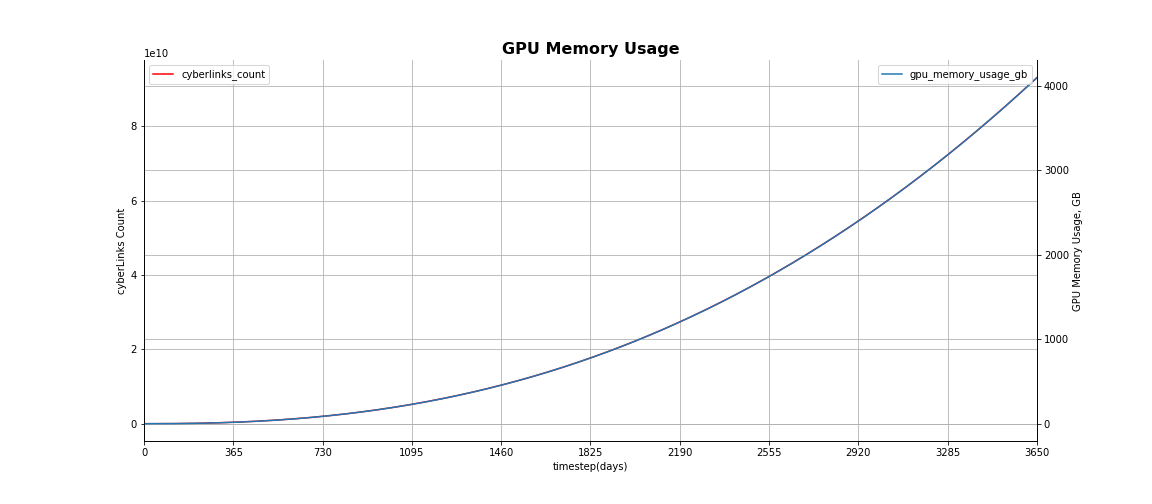 GPU Memory Usage
1e10
cyberlinks_count
gpu_memory_usage_gb
8
6
4
2
0
cyberLinks Count
4000
3000
2000
1000
0
GPU Memory Usage, GB
0 365 730 1095 1460 1825 2190 2555 2920 3285 3650
timestep(days)